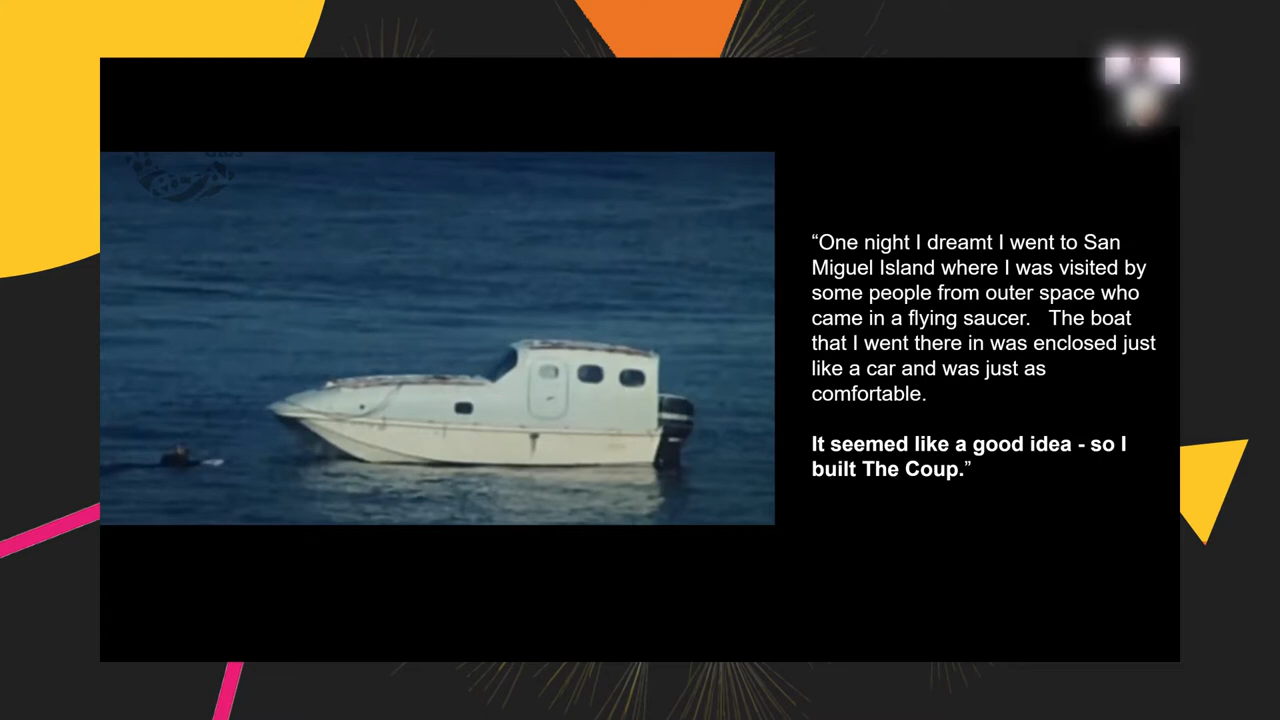 “One night I dreamt I went to San
Miguel Island where I was visited by
some people from outer space who
came in a flying saucer.   The boat
that I went there in was enclosed just
like a car and was just as
comfortable.
It seemed like a good idea - so I
built The Coup.”